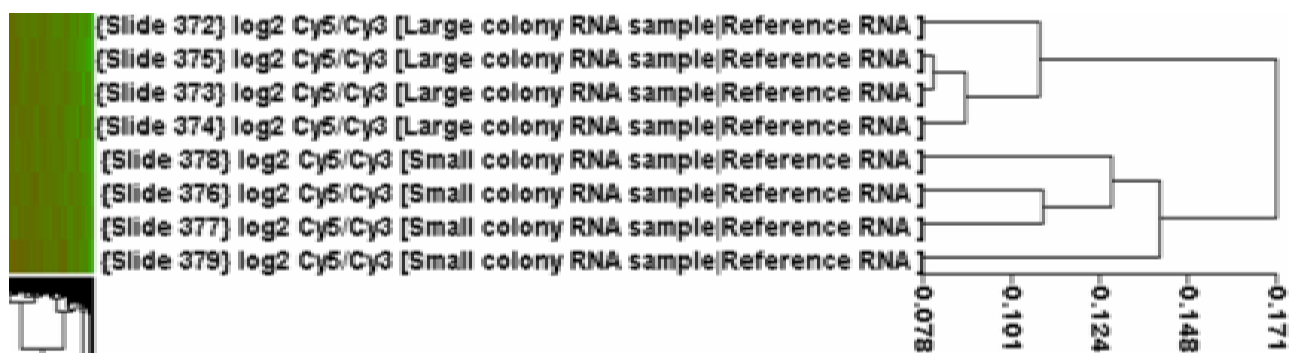 {Slide 372} log2 Cy5/Cy3 [Large colony RNA sample|Reference RNA ]
{Slide 375} log2 Cy5/Cy3 [Large colony RNA sample|Reference RNA ]
{Slide 373} log2 Cy5/Cy3 [Large colony RNA sample|Reference RNA ]
{Slide 374} log2 Cy5/Cy3 [Large colony RNA sample|Reference RNA ]
{Slide 378} log2 Cy5/Cy3 [Small colony RNA sample|Reference RNA ]
{Slide 376} log2 Cy5/Cy3 [Small colony RNA sample|Reference RNA ]
{Slide 377} log2 Cy5/Cy3 [Small colony RNA sample|Reference RNA ]
{Slide 379} log2 Cy5/Cy3 [Small colony RNA sample|Reference RNA ]
0.078
0.101
0.124
0.148
0.171